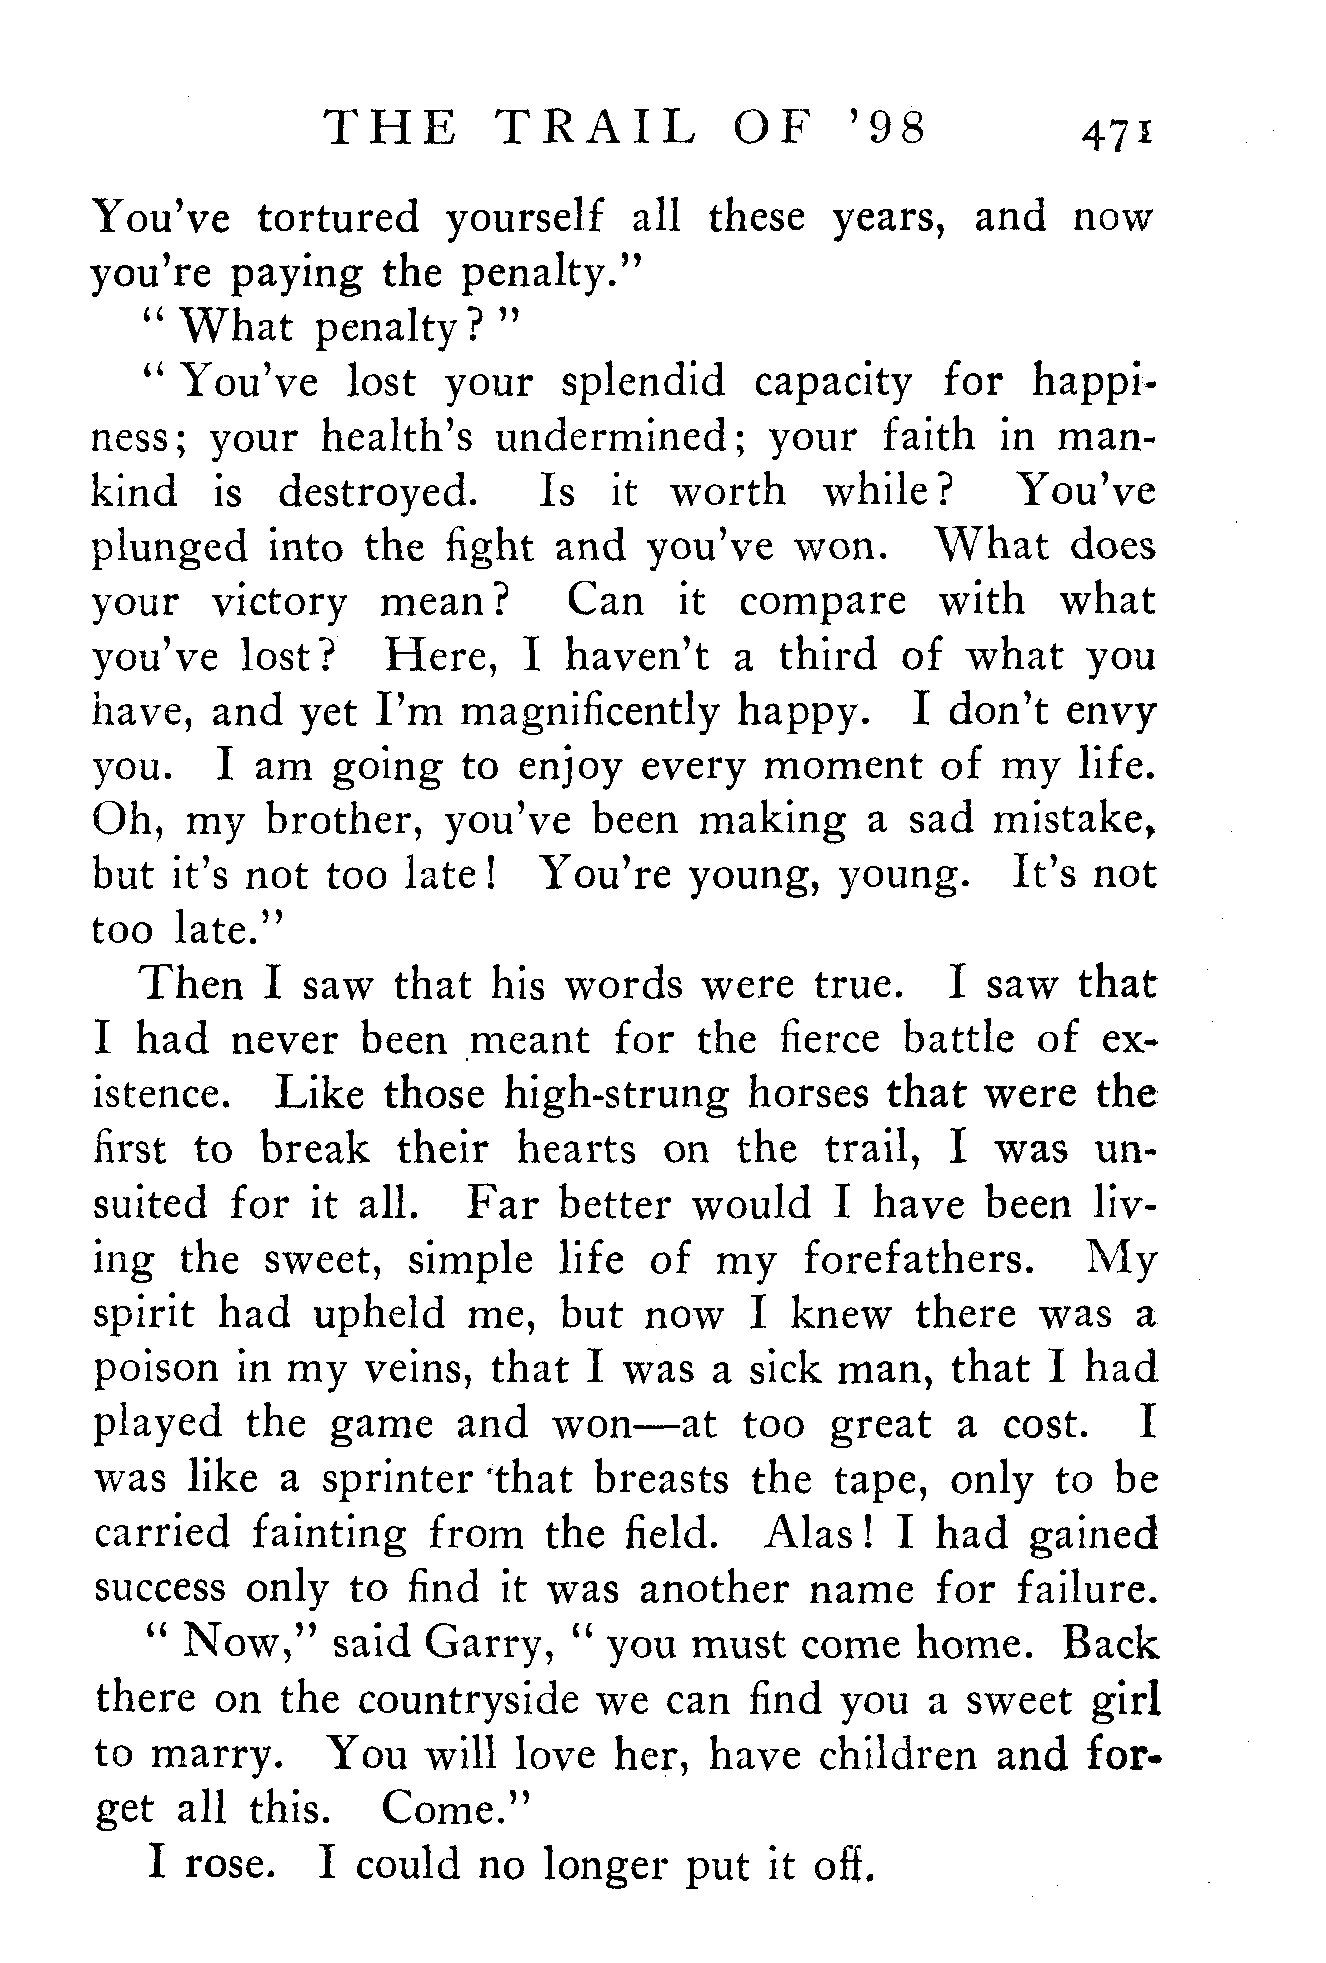 THE TRAIL OF '98 471
You've tortured yourself all these years, and now
you're paying the penalty."
" What penalty? "
" You've lost your splendid capacity for happi-
ness; your health's undermined; your faith in man-
kind is destroyed. Is it worth while? You've
plunged into the fight and you've won. What does
your victory mean? Can it compare with what
you've lost? Here, I haven't a third of what you
have, and yet I'm magnificently happy. I don't envy
you. I am going to enjoy every moment of my life.
Oh, my brother, you've been making a sad mistake,
but it's not too late! You're young, young. It's not
too late."
Then I saw that his words were true. I saw that
I had never been meant for the fierce battle of ex-
istence. Like those high-strung horses that were the
first to break their hearts on the trail, I was un-
suited for it all. Far better would I have been liv-
ing the sweet, simple life of my forefathers. My
spirit had upheld me, but now I knew there was a
poison in my veins, that I was a sick man, that I had
played the game and won—at too great a cost. I
was like a sprinter that breasts the tape, only to be
carried fainting from the field. Alas! I had gained
success only to find it was another name for failure.
" Now," said Garry, " you must come home. Back
there on the countryside we can find you a sweet girl
to marry. You will love her, have children and for-
get all this. Come."
I rose. I could no longer put it off.